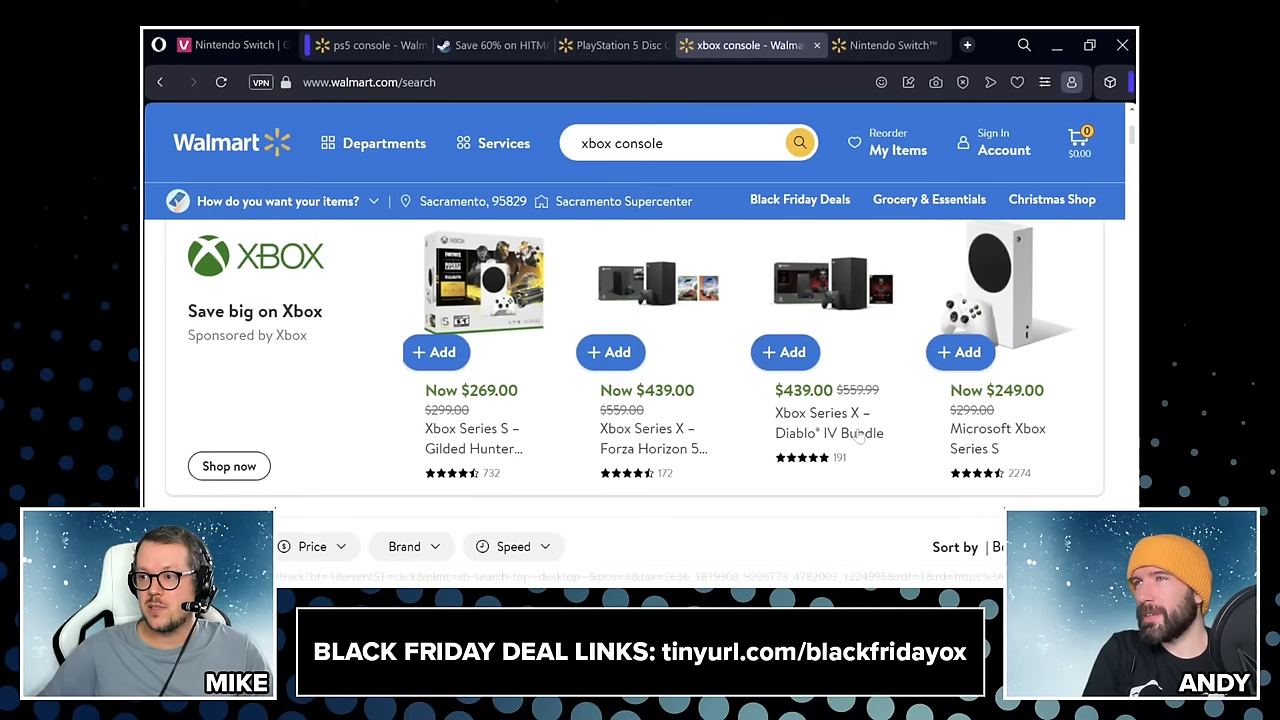 Nintendo Switch | G
ps5 console - Walm
Save 60% on HITMA
PlayStation 5 Disc C
xbox console - Walma
Nintendo Switch™
VPN
www.walmart.com/search
Walmart
Departments
Services
xbox console
Reorder
My Items
Sign In
Account
0
$0.00
How do you want your items?
Sacramento, 95829
Sacramento Supercenter
Black Friday Deals
Grocery & Essentials
Christmas Shop
XBOX
Save big on Xbox
Sponsored by Xbox
Shop now
+ Add
Now $269.00
$299.00
Xbox Series S –
Gilded Hunter...
732
+ Add
Now $439.00
$559.00
Xbox Series X –
Forza Horizon 5...
172
+ Add
$439.00 $559.99
Xbox Series X –
Diablo® IV Bundle
191
+ Add
Now $249.00
$299.00
Microsoft Xbox
Series S
2274
Price
Brand
Speed
Sort by | Be
MIKE
BLACK FRIDAY DEAL LINKS: tinyurl.com/blackfridayox
ANDY